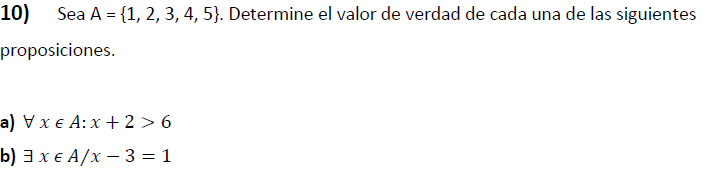 10) Sea A = {1, 2, 3, 4, 5}. Determine el valor de verdad de cada una de las siguientes
proposiciones.
a) ∀ x ϵ A: x + 2 > 6
b) ∃ x ϵ A/x − 3 = 1